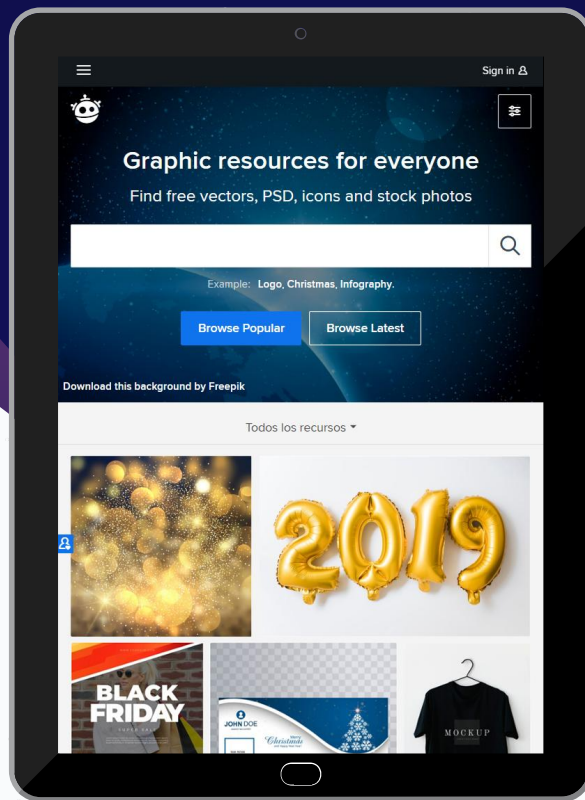 Sign in
Graphic resources for everyone
Find free vectors, PSD, icons and stock photos
Example: Logo, Christmas, Infography.
Browse Popular Browse Latest
Download this background by Freepik
Todos los recursos
2019
BLACK
FRIDAY
JOHN DOE
Merry
Christmas
MOCKUP